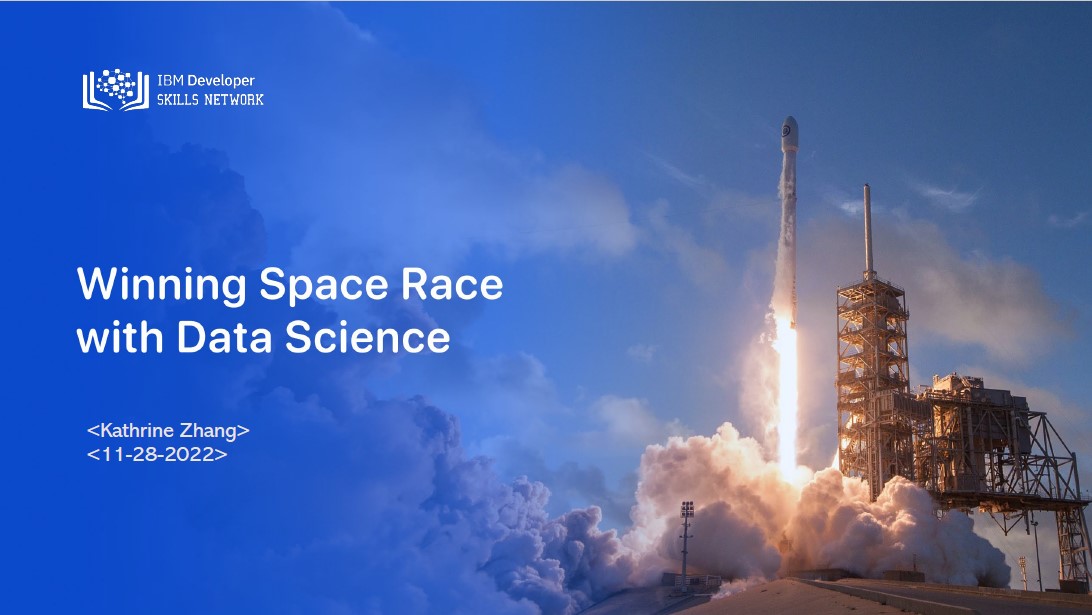 IBM Developer
SKILLS NETWORK
Winning Space Race
with Data Science
<Kathrine Zhang>
<11-28-2022>